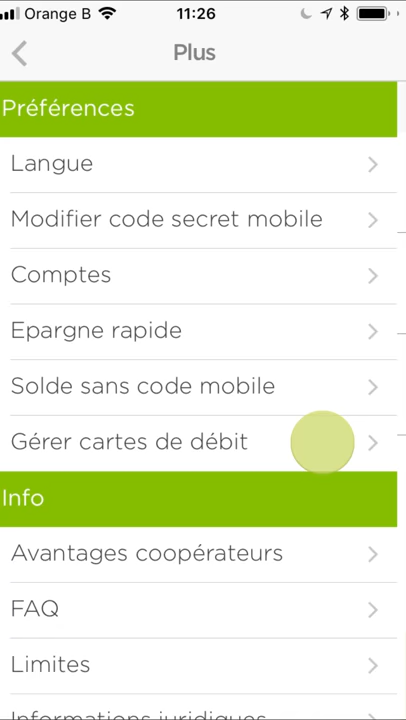 Orange B 11:26
Plus
Préférences
Langue
Modifier code secret mobile
Comptes
Epargne rapide
Solde sans code mobile
Gérer cartes de débit
Info
Avantages coopérateurs
FAQ
Limites
Informations juridiques